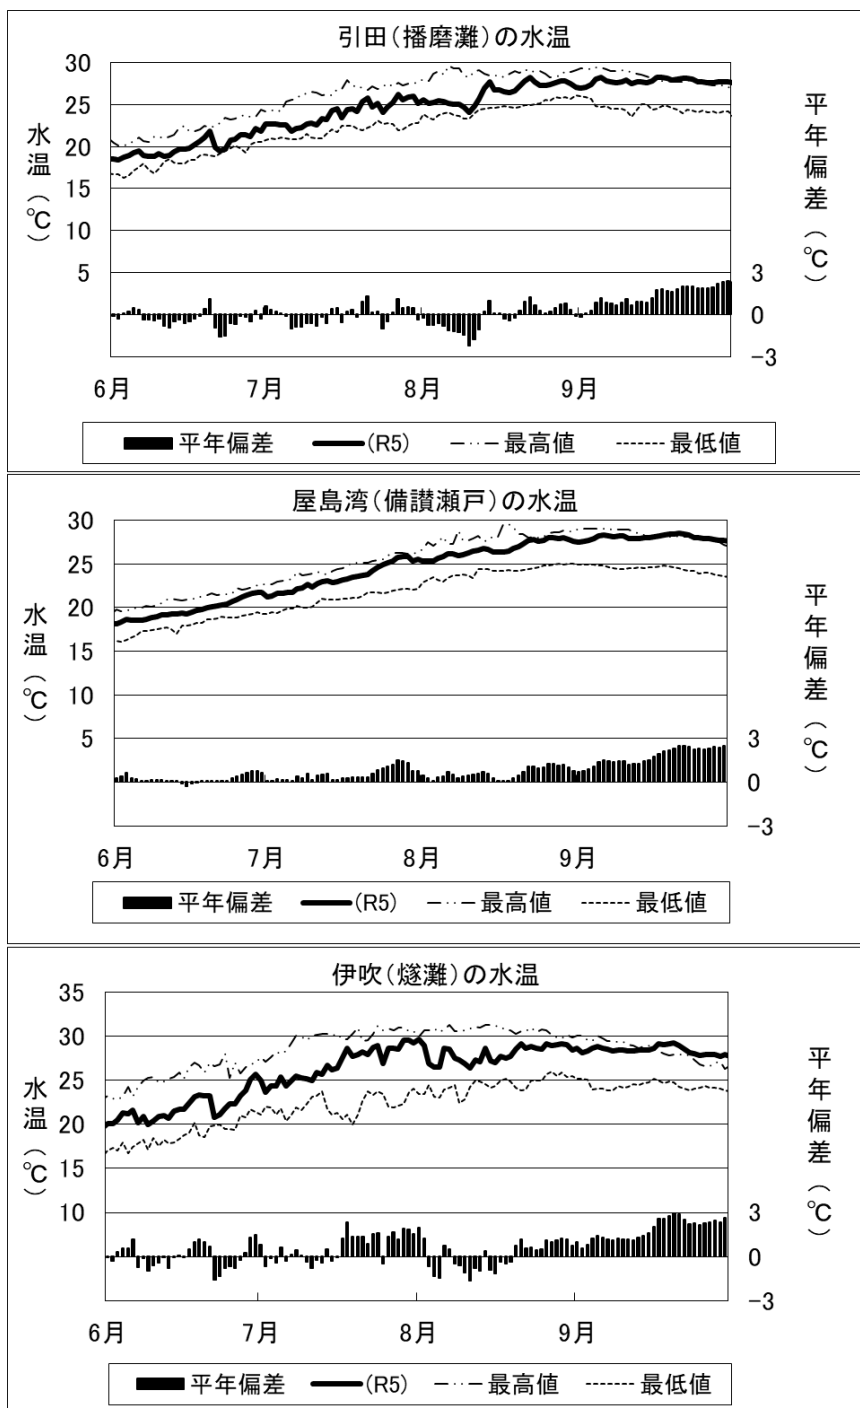 引田（播磨灘）の水温
30
25
20
15
10
5
水温（℃）
平年偏差（℃）
3
0
−3
6月 7月 8月 9月
平年偏差 (R5) 最高値 最低値
屋島湾（備讃瀬戸）の水温
30
25
20
15
10
5
水温（℃）
平年偏差（℃）
3
0
−3
6月 7月 8月 9月
平年偏差 (R5) 最高値 最低値
伊吹（燧灘）の水温
35
30
25
20
15
10
水温（℃）
平年偏差（℃）
3
0
−3
6月 7月 8月 9月
平年偏差 (R5) 最高値 最低値